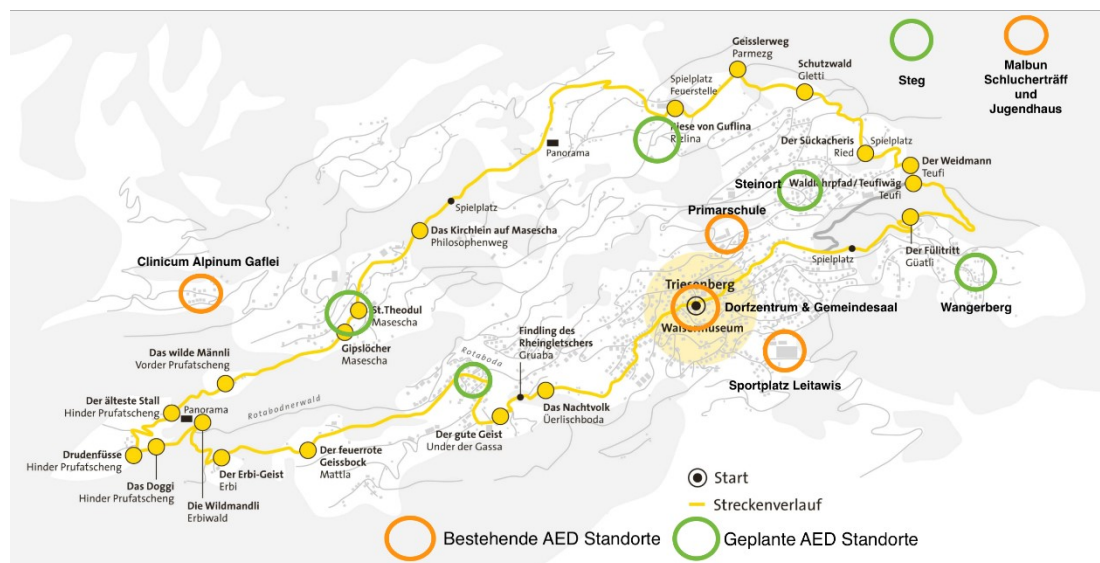 Geisslerweg
Parmezg
Steg
Malbun
Schlucherträff
und
Jugendhaus
Schutzwald
Gletti
Spielplatz
Feuerstelle
Riese von Guflina
Rizlina
Panorama
Der Sückacheris
Ried
Spielplatz
Der Weidmann
Teufi
Steinort
Waldlehrpfad/Teufiwäg
Teufi
Spielplatz
Primarschule
Das Kirchlein auf Masescha
Philosophenweg
Der Fülitritt
Güatli
Spielplatz
Clinicum Alpinum Gaflei
Wangerberg
Triesenberg
Dorfzentrum & Gemeindesaal
Walsermuseum
St.Theodul
Masescha
Gipslöcher
Masescha
Findling des
Rheingletschers
Gruaba
Rotaboda
Das wilde Männli
Vorder Prufatscheng
Sportplatz Leitawis
Der älteste Stall
Hinder Prufatscheng
Panorama
Rotabodnerwald
Das Nachtvolk
Üerlischboda
Der gute Geist
Under der Gassa
Drudenfüsse
Hinder Prufatscheng
Der feuerrote
Geissbock
Mattla
Der Erbi-Geist
Erbi
Das Doggi
Hinder Prufatscheng
Die Wildmandli
Erbiwald
Start
Streckenverlauf
Bestehende AED Standorte
Geplante AED Standorte